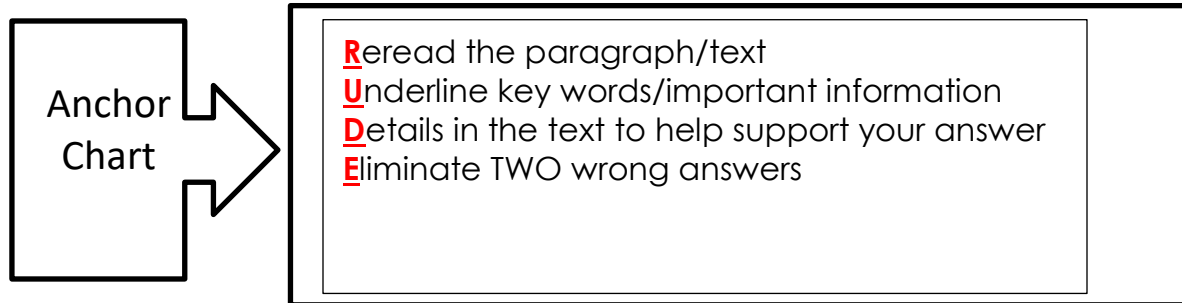 Anchor
Chart
Reread the paragraph/text
Underline key words/important information
Details in the text to help support your answer
Eliminate TWO wrong answers